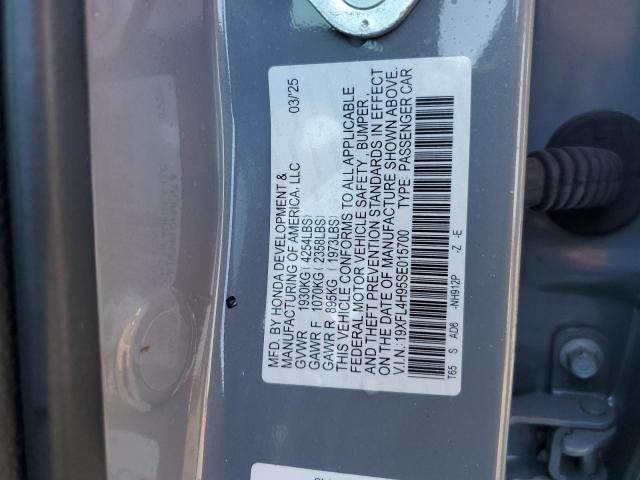 MFD. BY HONDA DEVELOPMENT &
MANUFACTURING OF AMERICA, LLC 03/'25
GVWR 1930KG ( 4254LBS)
GAWR F 1070KG ( 2358LBS)
GAWR R 895KG ( 1973LBS)
THIS VEHICLE CONFORMS TO ALL APPLICABLE
FEDERAL MOTOR VEHICLE SAFETY, BUMPER,
AND THEFT PREVENTION STANDARDS IN EFFECT
ON THE DATE OF MANUFACTURE SHOWN ABOVE.
V.I.N.: 19XFL4H95SE015700 TYPE: PASSENGER CAR
T65 S AD6 -NH912P -Z -E